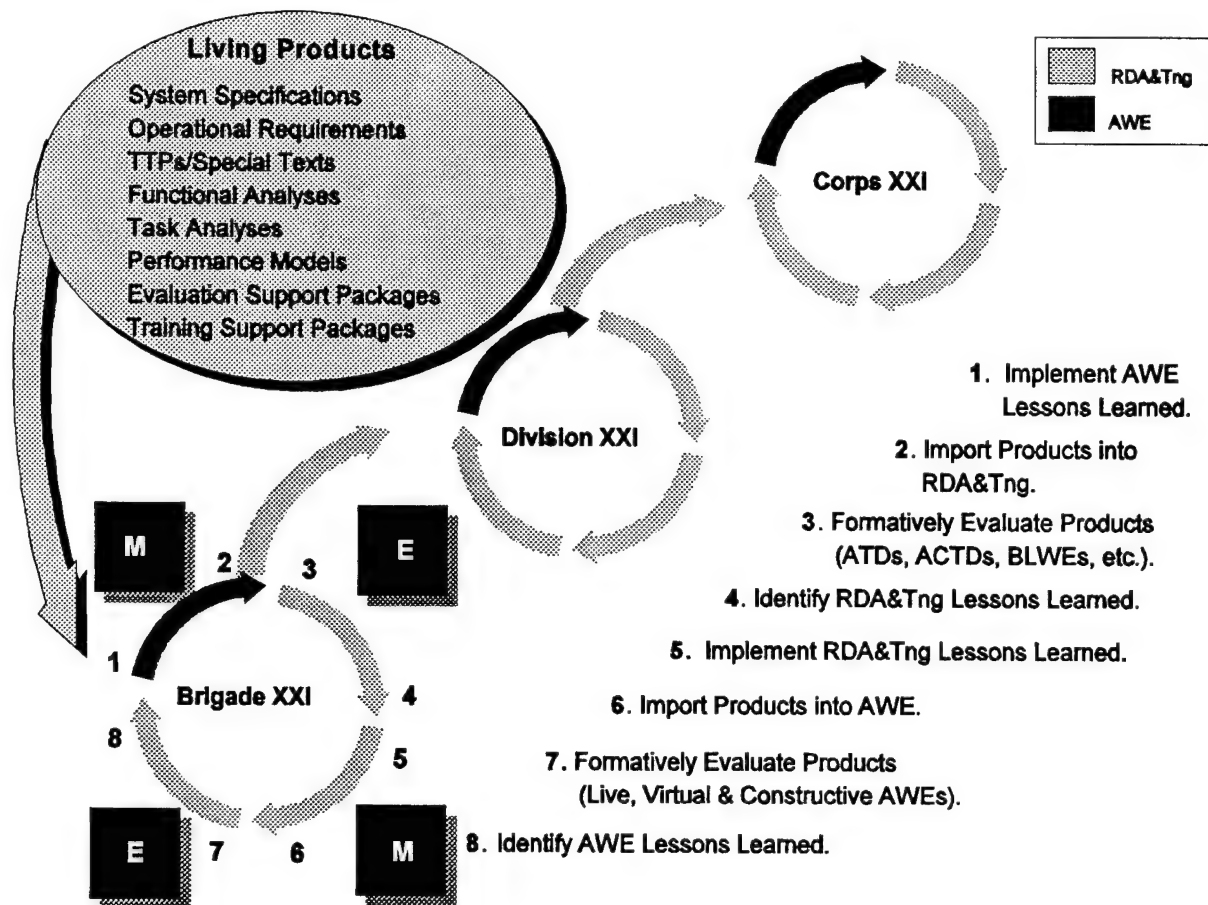 Living Products
System Specifications
Operational Requirements
TTPs/Special Texts
Functional Analyses
Task Analyses
Performance Models
Evaluation Support Packages
Training Support Packages
RDA&Tng
AWE
Corps XXI
Division XXI
1. Implement AWE
Lessons Learned.
2. Import Products into
RDA&Tng.
3. Formatively Evaluate Products
(ATDs, ACTDs, BLWEs, etc.).
4. Identify RDA&Tng Lessons Learned.
5. Implement RDA&Tng Lessons Learned.
6. Import Products into AWE.
7. Formatively Evaluate Products
(Live, Virtual & Constructive AWEs).
8. Identify AWE Lessons Learned.
M
E
2
3
1
Brigade XXI
4
8
5
E
7
6
M